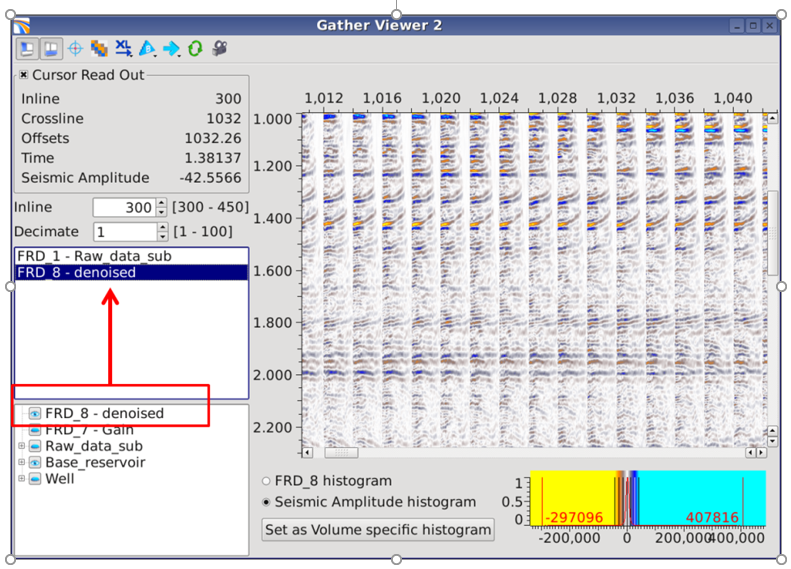 Gather Viewer 2
XL
Cursor Read Out
Inline 300
Crossline 1032
Offsets 1032.26
Time 1.38137
Seismic Amplitude -42.5566
Inline 300 [300 - 450]
Decimate 1 [1 - 100]
FRD_1 - Raw_data_sub
FRD_8 - denoised
FRD_8 - denoised
FRD_7 - Gain
Raw_data_sub
Base_reservoir
Well
1,012 1,016 1,020 1,024 1,028 1,032 1,036 1,040
1.000
1.200
1.400
1.600
1.800
2.000
2.200
FRD_8 histogram
Seismic Amplitude histogram
Set as Volume specific histogram
1
0.5
0
-297096 407816
-200,000 0 200,000 400,000